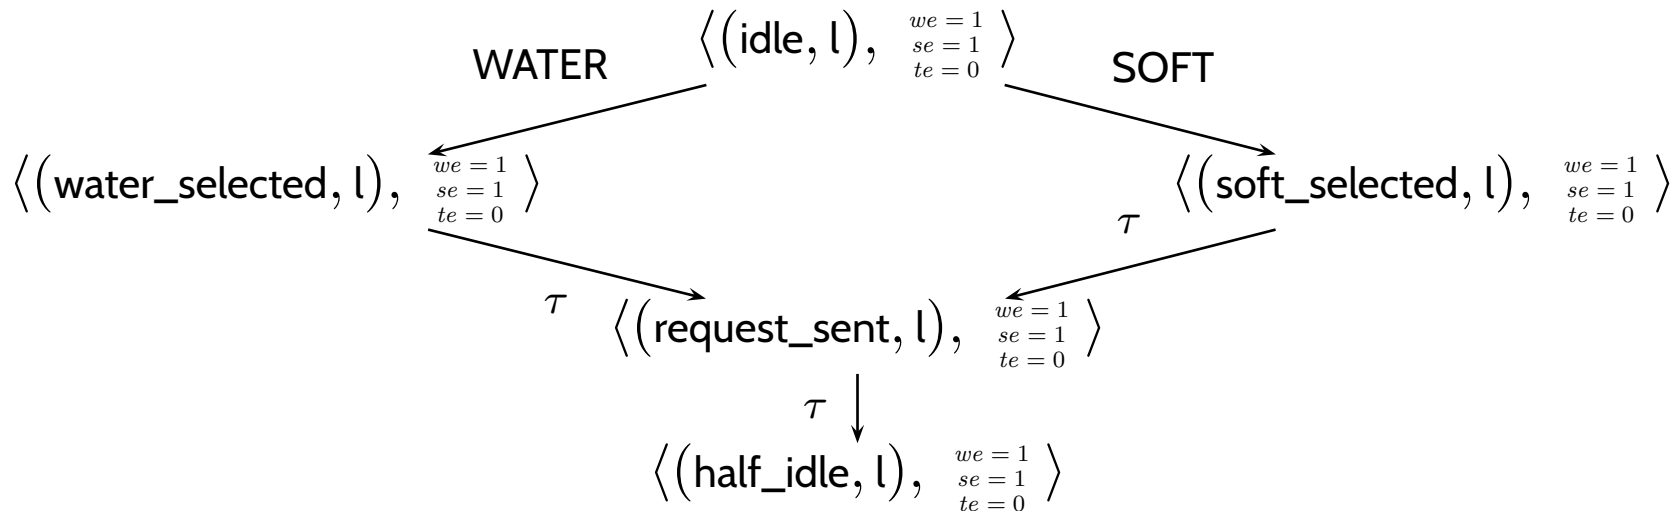 ⟨(idle, l), we = 1 se = 1 te = 0⟩
WATER SOFT
⟨(water_selected, l), we = 1 se = 1 te = 0⟩ ⟨(soft_selected, l), we = 1 se = 1 te = 0⟩
τ τ
⟨(request_sent, l), we = 1 se = 1 te = 0⟩
τ
⟨(half_idle, l), we = 1 se = 1 te = 0⟩